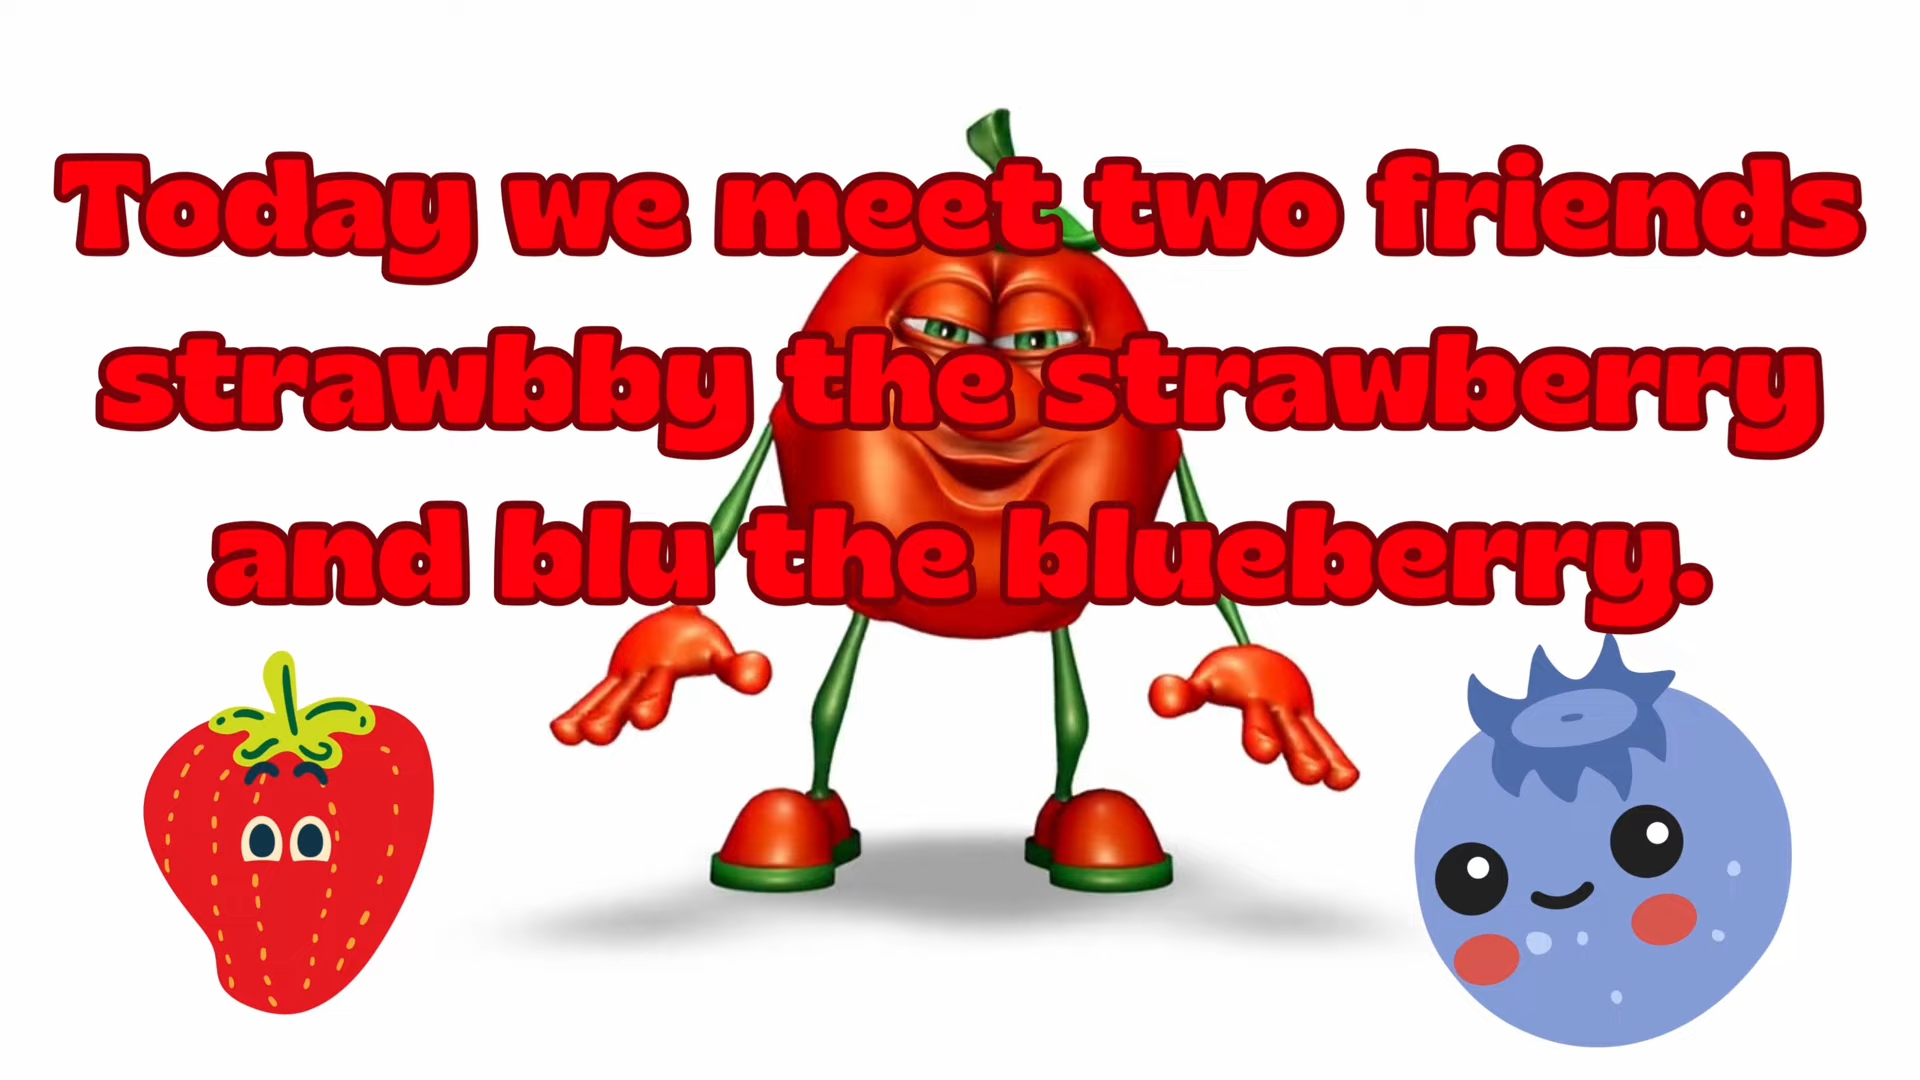 Today we meet two friends
strawbby the strawberry
and blu the blueberry.